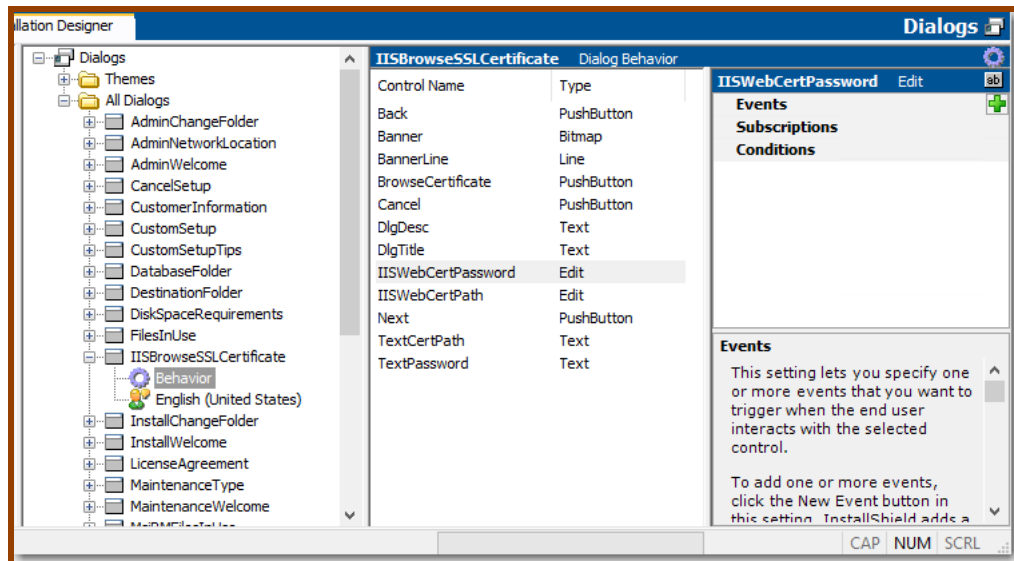 llation Designer
Dialogs
Dialogs
Themes
All Dialogs
AdminChangeFolder
AdminNetworkLocation
AdminWelcome
CancelSetup
CustomerInformation
CustomSetup
CustomSetupTips
DatabaseFolder
DestinationFolder
DiskSpaceRequirements
FilesInUse
IISBrowseSSLCertificate
Behavior
English (United States)
InstallChangeFolder
InstallWelcome
LicenseAgreement
MaintenanceType
MaintenanceWelcome
MsiRMFilesInUse
IISBrowseSSLCertificate Dialog Behavior
Control Name Type
Back PushButton
Banner Bitmap
BannerLine Line
BrowseCertificate PushButton
Cancel PushButton
DlgDesc Text
DlgTitle Text
IISWebCertPassword Edit
IISWebCertPath Edit
Next PushButton
TextCertPath Text
TextPassword Text
IISWebCertPassword Edit ab
Events
Subscriptions
Conditions
Events
This setting lets you specify one
or more events that you want to
trigger when the end user
interacts with the selected
control.
To add one or more events,
click the New Event button in
this setting. InstallShield adds a
CAP NUM SCRL